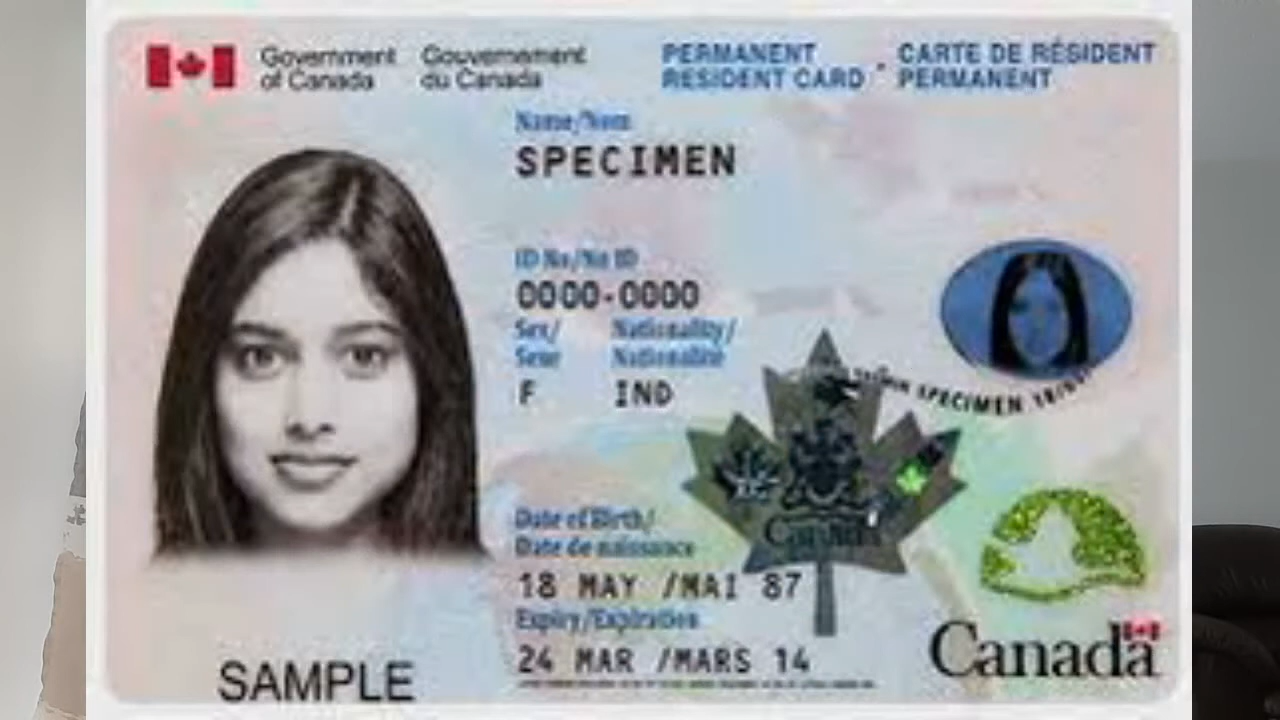 Government of Canada
Gouvernement du Canada
PERMANENT RESIDENT CARD
CARTE DE RÉSIDENT PERMANENT
Name/Nom
SPECIMEN
ID No/No ID
0000-0000
Sex/ Nationality/
Sexe Nationalité
F IND
SPECIMEN
Canada
Date of Birth/
Date de naissance
18 MAY /MAI 87
Expiry/Expiration
24 MAR /MARS 14
Canada
SAMPLE